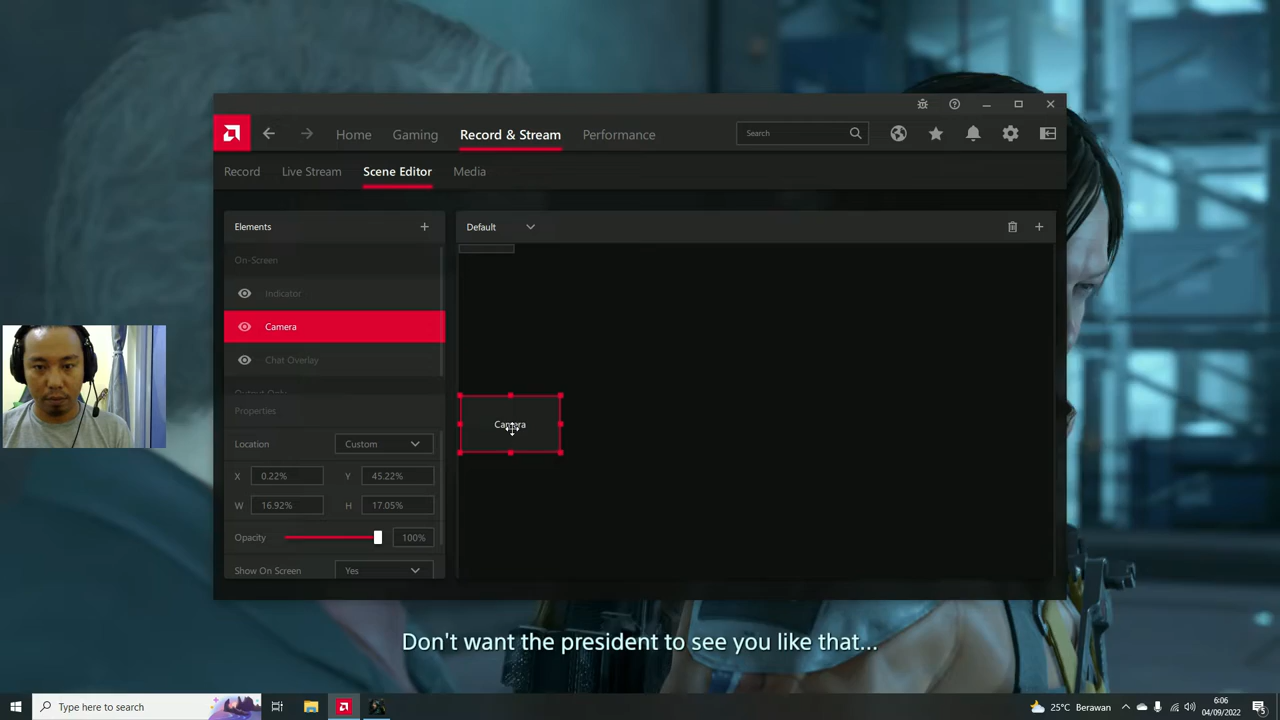 Home
Gaming
Record & Stream
Performance
Search
Record
Live Stream
Scene Editor
Media
Elements
Default
On-Screen
Indicator
Camera
Chat Overlay
Output Only
Properties
Location
Custom
X
0.22%
Y
45.22%
W
16.92%
H
17.05%
Opacity
100%
Show On Screen
Yes
Camera
Don't want the president to see you like that...
Type here to search
25°C Berawan
6:06
04/09/2022
5